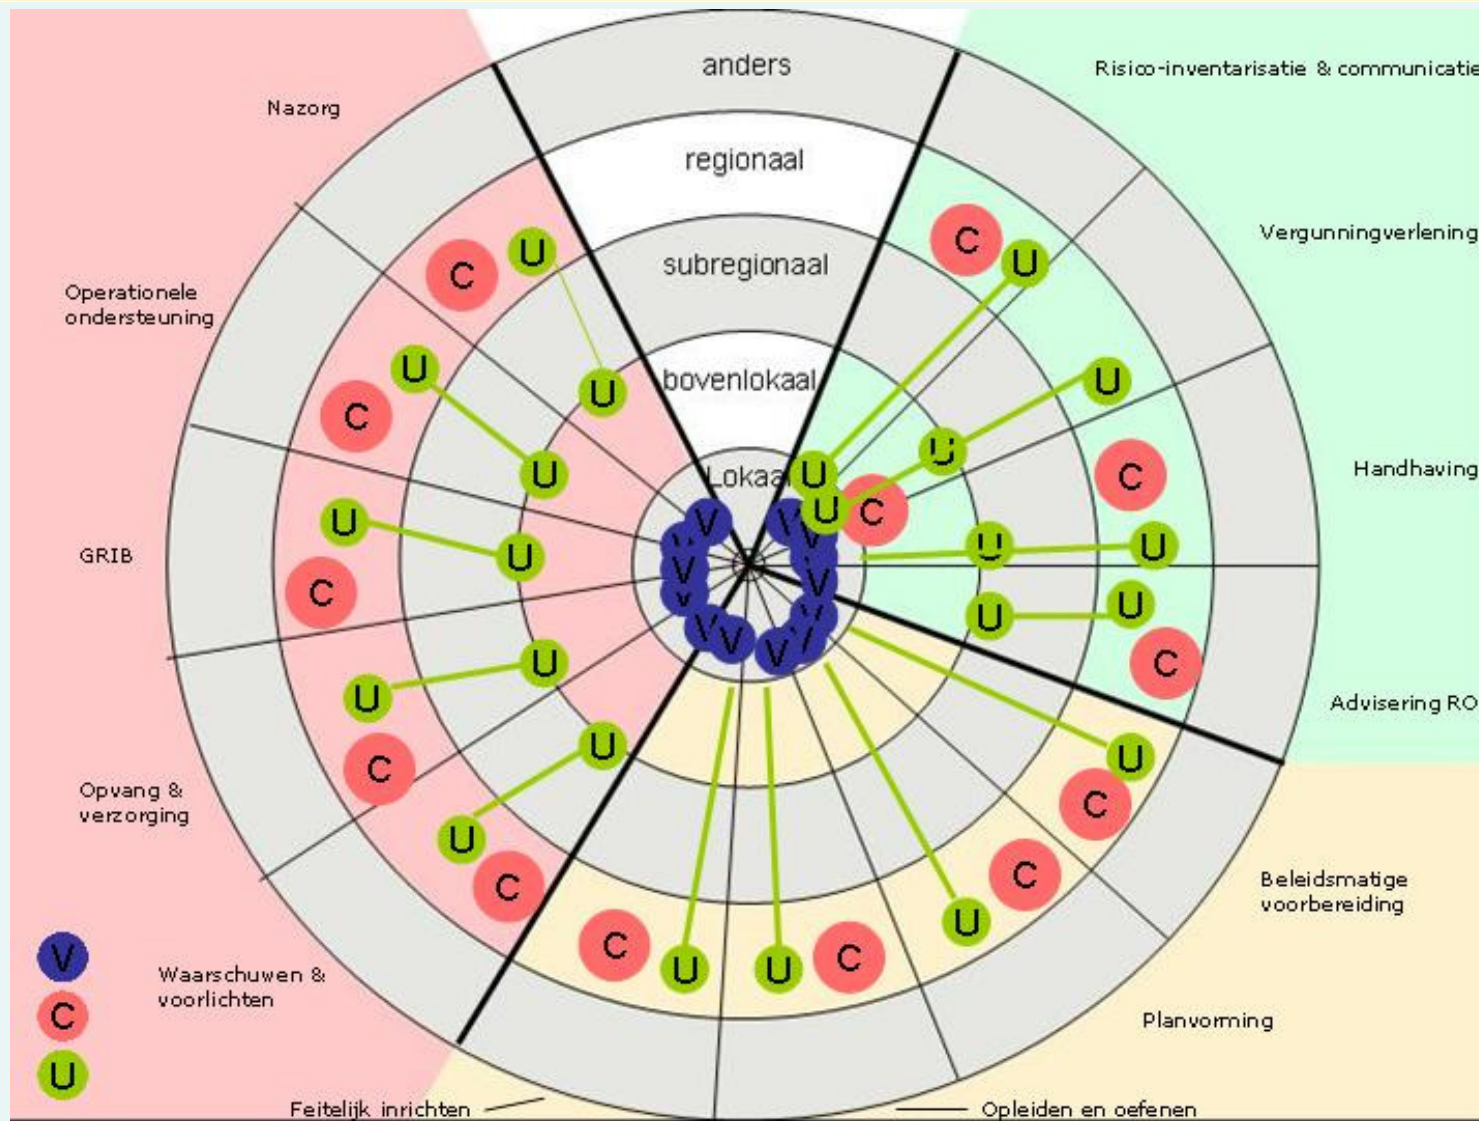 anders
regionaal
subregionaal
bovenlokaal
Lokaal
Risico-inventarisatie & communicatie
Vergunningverlening
Handhaving
Advisering RO
Beleidsmatige
voorbereiding
Planvorming
Opleiden en oefenen
Feitelijk inrichten
Waarschuwen &
voorlichten
Opvang &
verzorging
GRIB
Operationele
ondersteuning
Nazorg
C
U
U
C
U
U
U
C
C
U
U
U
U
C
U
C
C
U
C
U
U
C
C
U
U
C
U
U
C
U
U
C
U
U
C
U
U
V
V
V
V
V
V
V
V
V
V
V
V
V
V
C
U